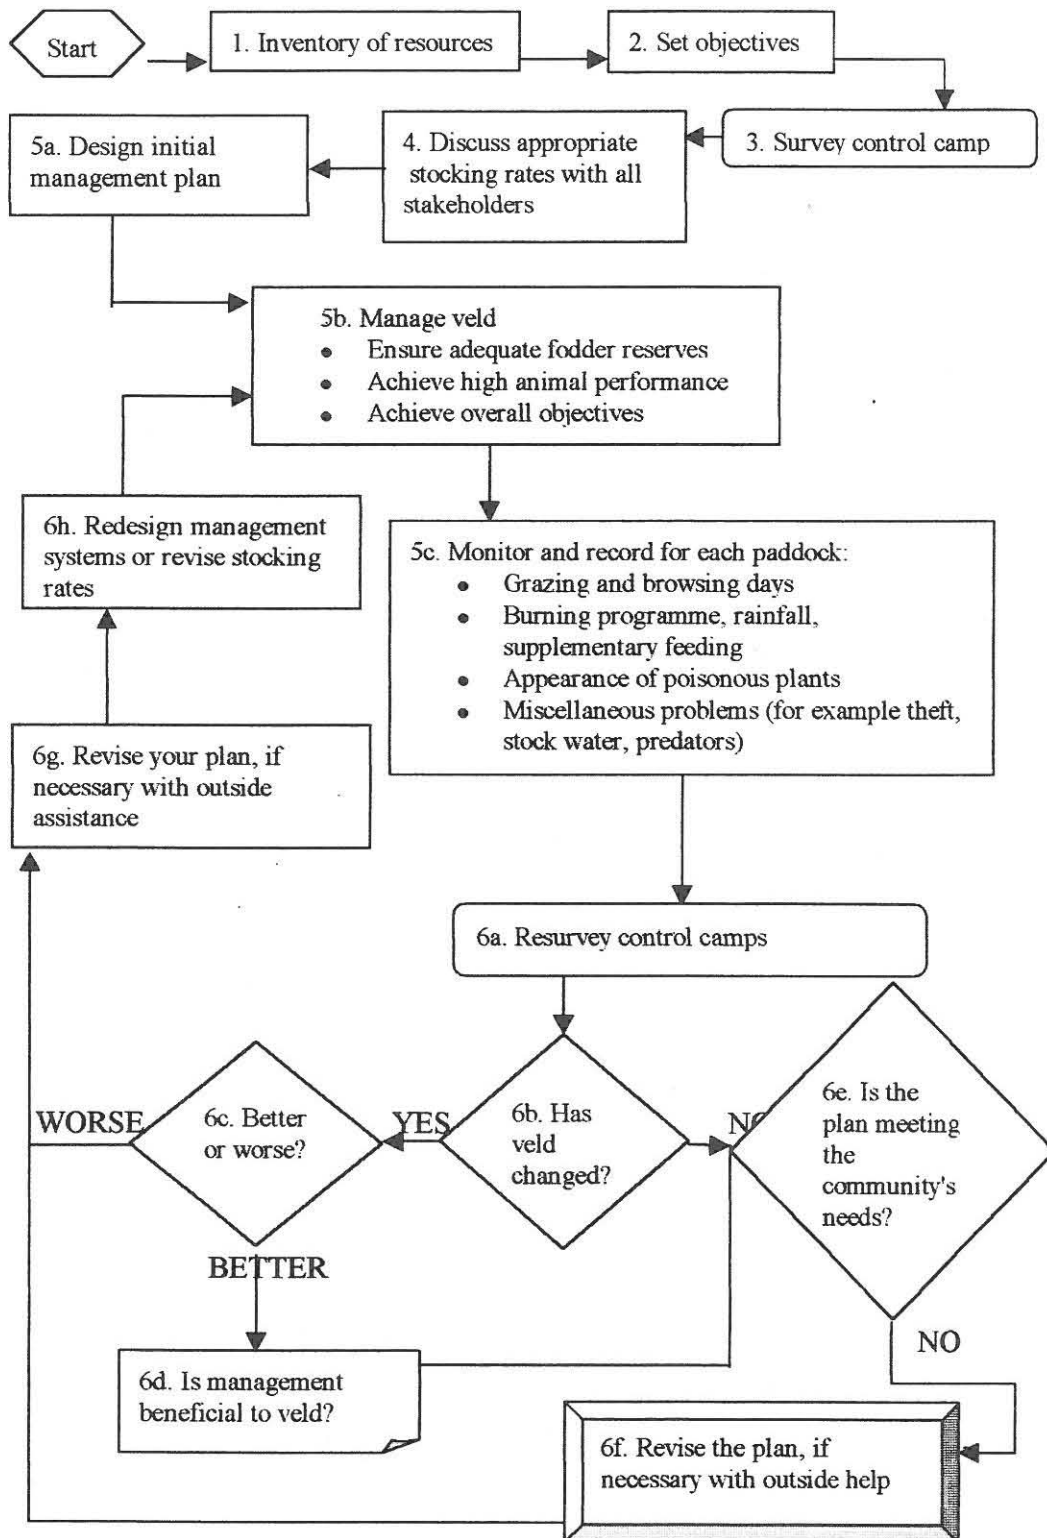 Start
1. Inventory of resources
2. Set objectives
3. Survey control camp
4. Discuss appropriate
stocking rates with all
stakeholders
5a. Design initial
management plan
5b. Manage veld
• Ensure adequate fodder reserves
• Achieve high animal performance
• Achieve overall objectives
5c. Monitor and record for each paddock:
• Grazing and browsing days
• Burning programme, rainfall,
supplementary feeding
• Appearance of poisonous plants
• Miscellaneous problems (for example theft,
stock water, predators)
6h. Redesign management
systems or revise stocking
rates
6g. Revise your plan, if
necessary with outside
assistance
6a. Resurvey control camps
6b. Has
veld
changed?
YES
NO
6c. Better
or worse?
WORSE
BETTER
6d. Is management
beneficial to veld?
6e. Is the
plan meeting
the
community's
needs?
NO
6f. Revise the plan, if
necessary with outside help